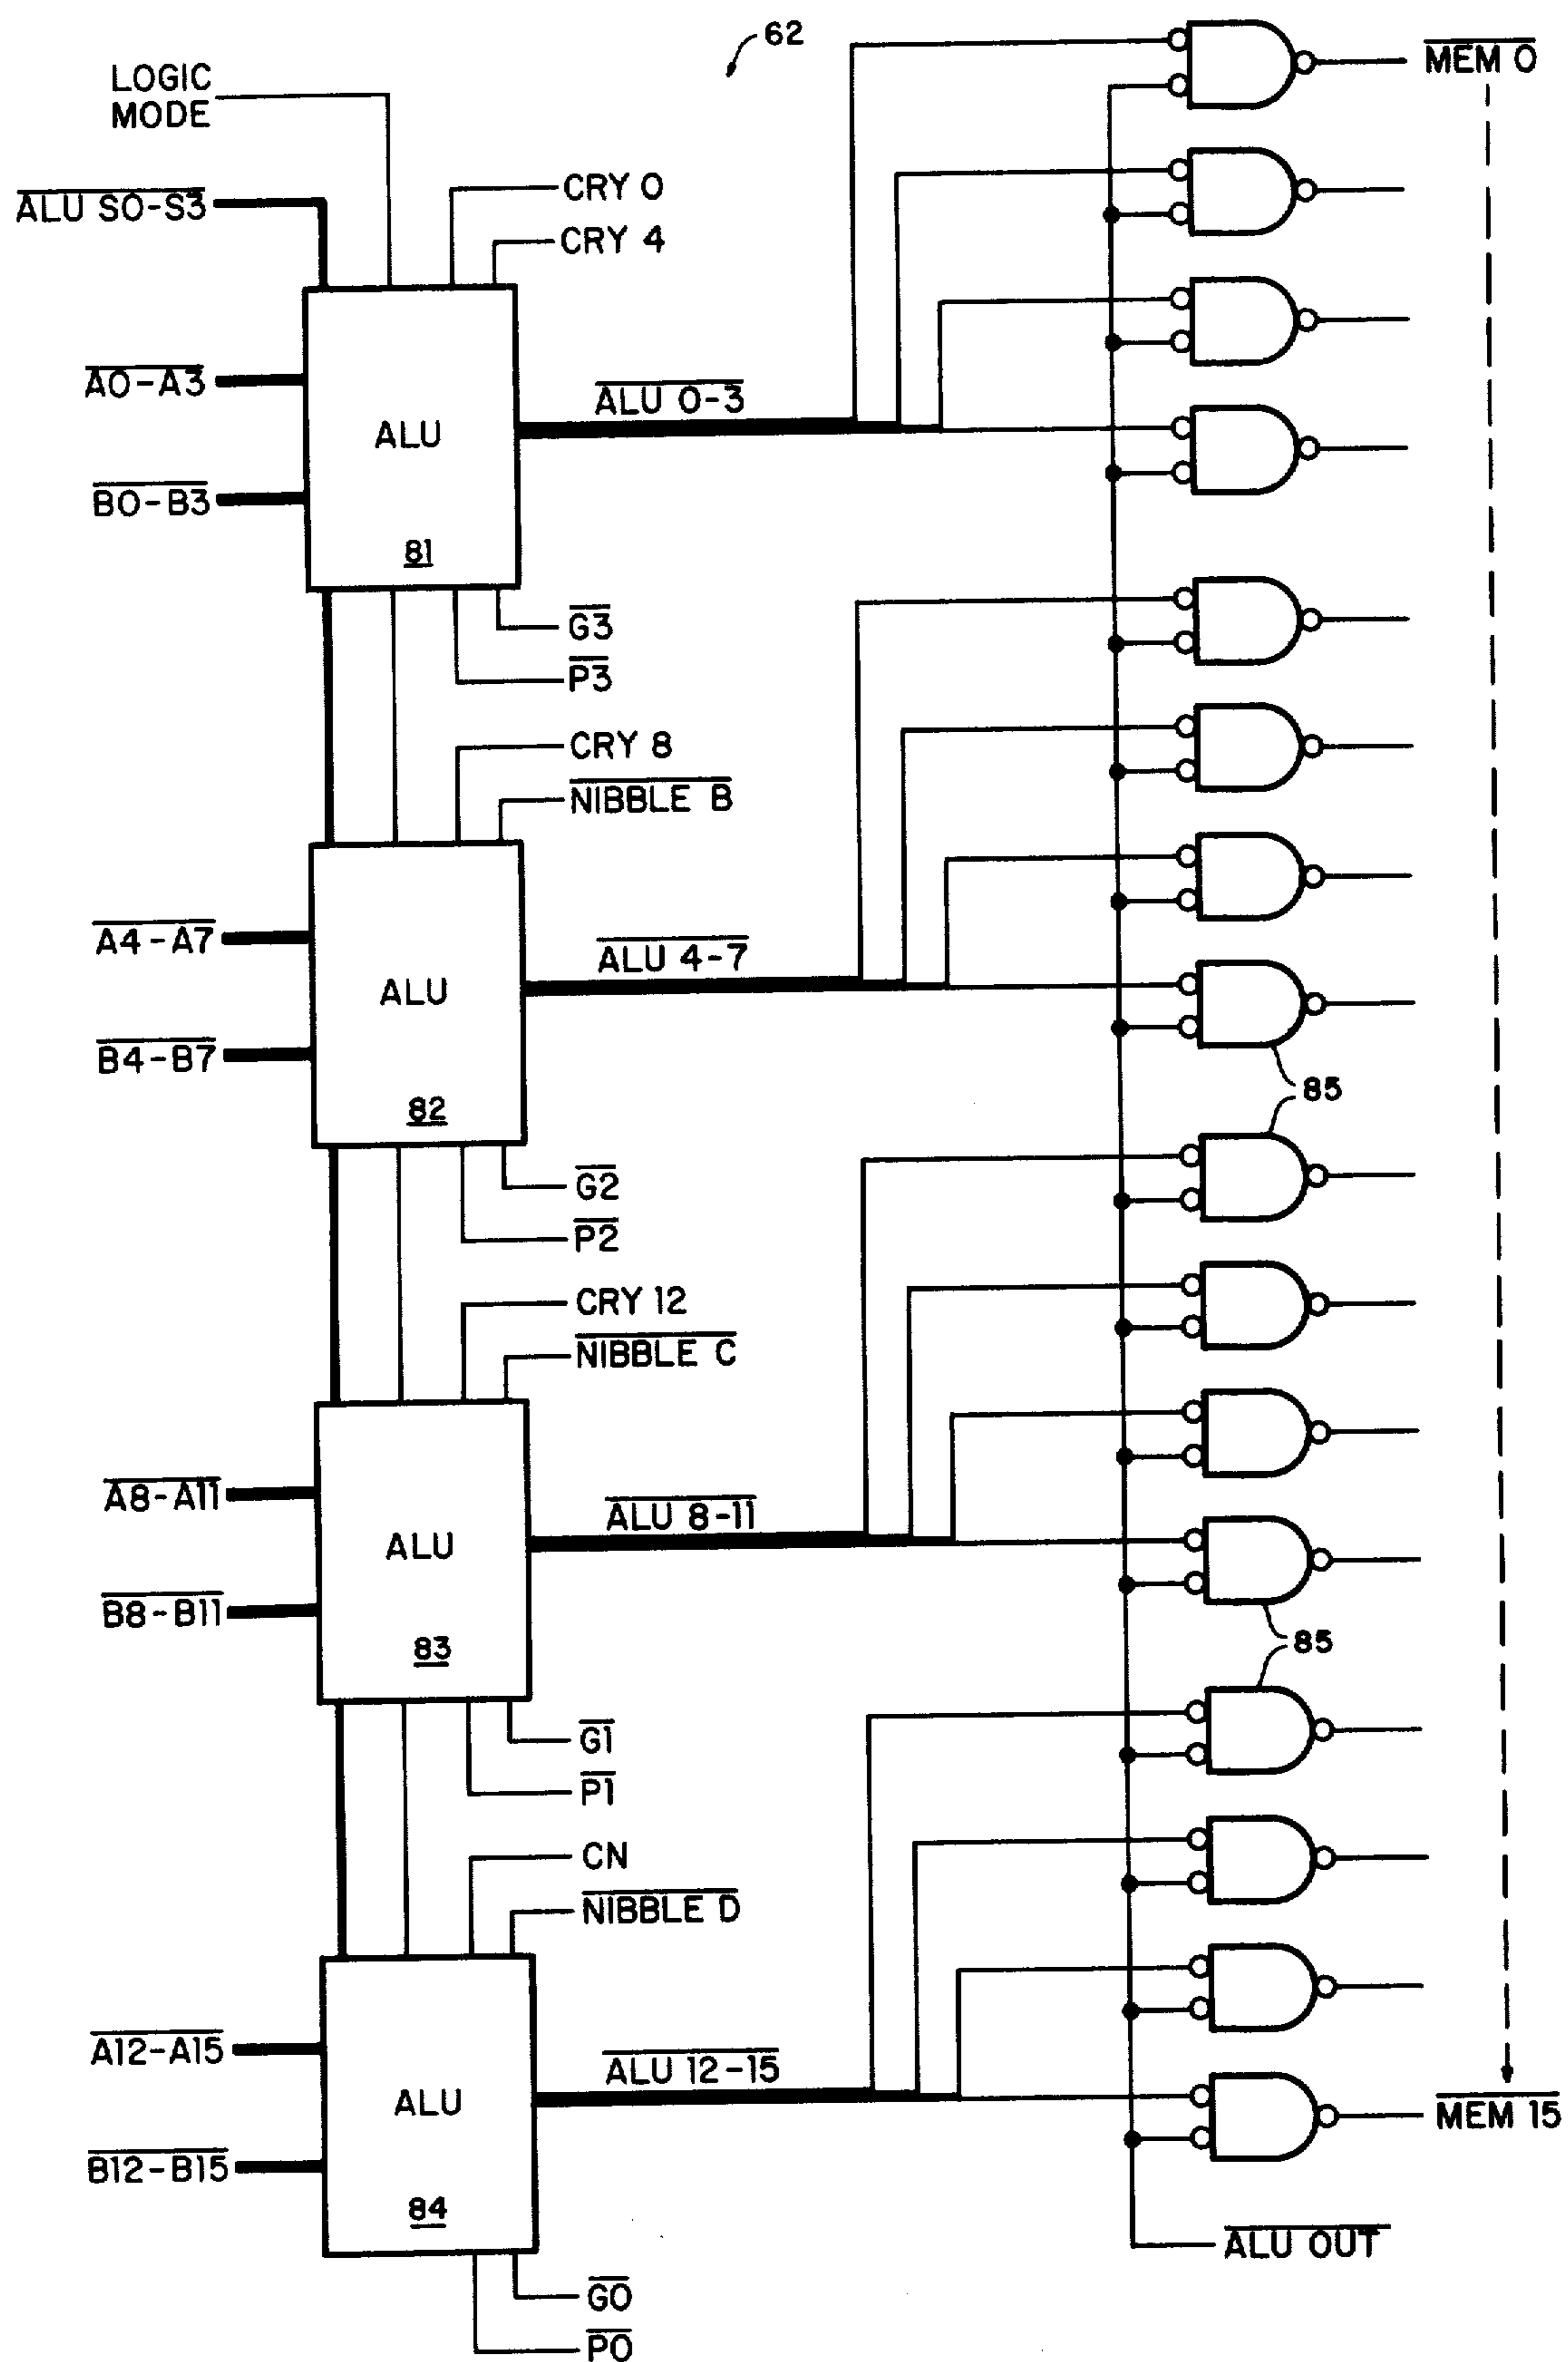 62
MEM 0
LOGIC
MODE
CRY 0
ALU S0-S3
CRY 4
A0-A3
ALU 0-3
ALU
B0-B3
81
G3
P3
CRY 8
NIBBLE B
A4-A7
ALU 4-7
ALU
B4-B7
85
82
G2
P2
CRY 12
NIBBLE C
A8-A11
ALU 8-11
ALU
B8-B11
83
85
G1
P1
CN
NIBBLE D
A12-A15
ALU 12-15
ALU
MEM 15
B12-B15
84
ALU OUT
G0
P0